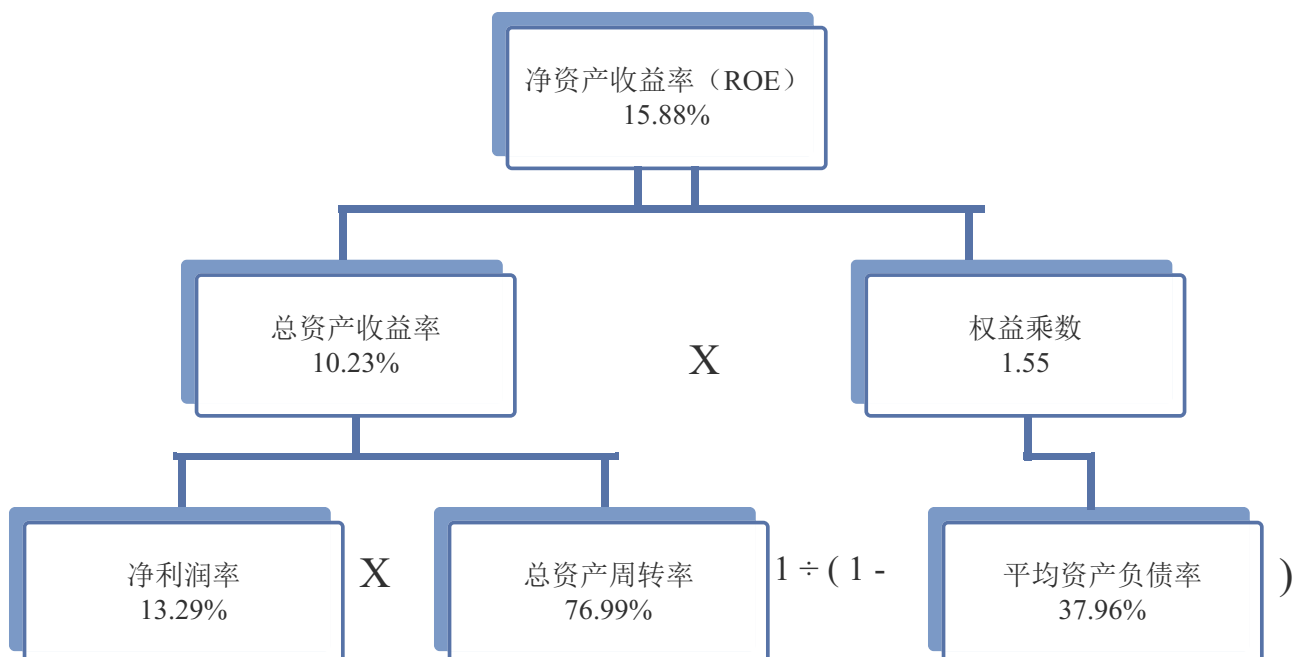 净资产收益率（ROE）
15.88%
总资产收益率
10.23%
X
权益乘数
1.55
净利润率
13.29%
X
总资产周转率
76.99%
1 ÷ ( 1 -
平均资产负债率
37.96%
)